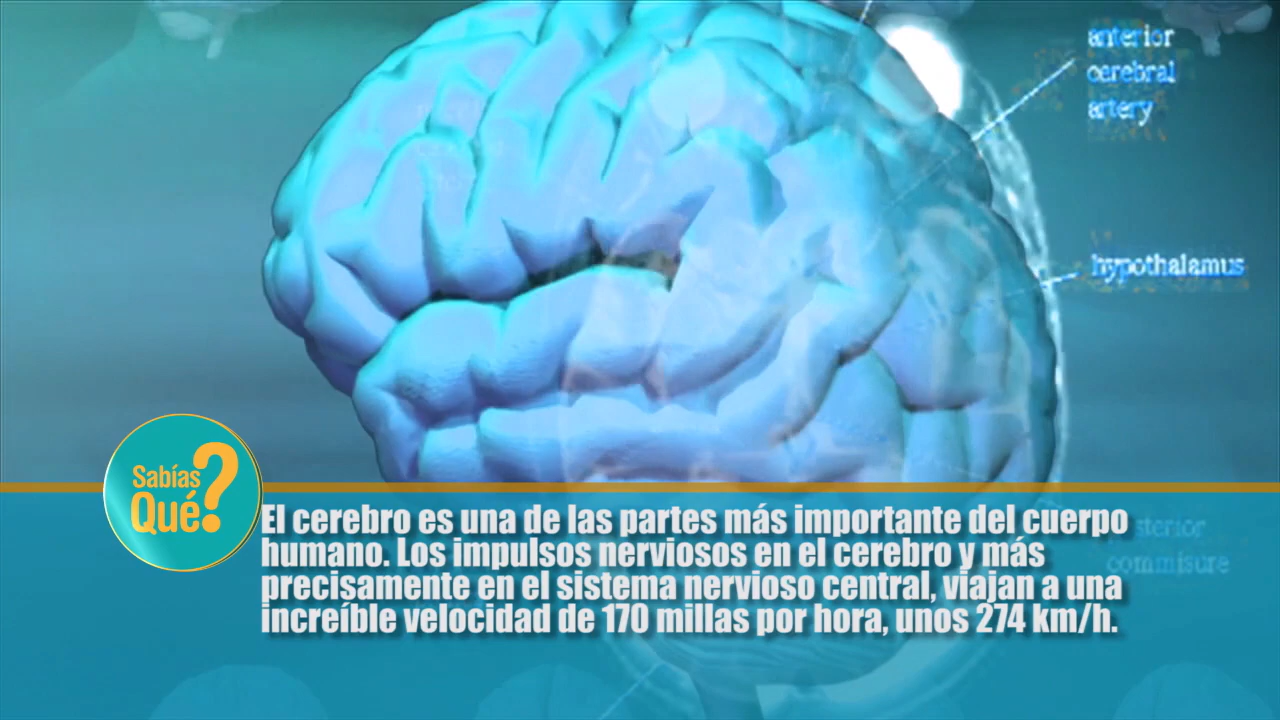 anterior
cerebral
artery
hypothalamus
Sabías
Qué?
El cerebro es una de las partes más importante del cuerpo
humano. Los impulsos nerviosos en el cerebro y más
precisamente en el sistema nervioso central, viajan a una
increíble velocidad de 170 millas por hora, unos 274 km/h.
commisure